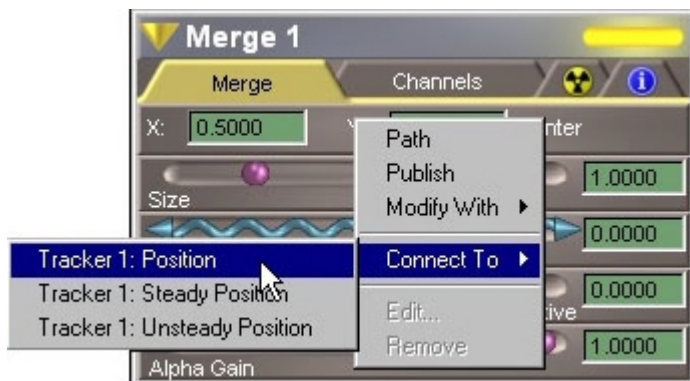 Merge 1
Merge Channels
X: 0.5000
Path
Publish
Modify With
Connect To
Edit...
Remove
Size 1.0000
0.0000
0.0000
Alpha Gain 1.0000
Tracker 1: Position
Tracker 1: Steady Position
Tracker 1: Unsteady Position